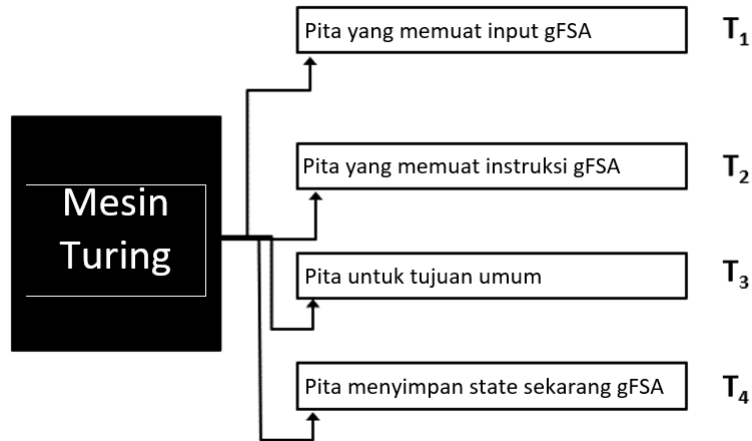 Pita yang memuat input gFSA
T1
Mesin
Turing
Pita yang memuat instruksi gFSA
T2
Pita untuk tujuan umum
T3
Pita menyimpan state sekarang gFSA
T4